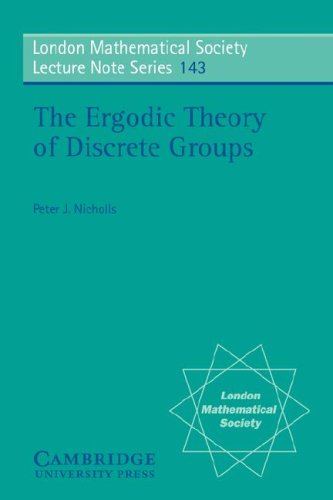 London Mathematical Society
Lecture Note Series 143
The Ergodic Theory
of Discrete Groups
Peter J. Nicholls
London
Mathematical
Society
CAMBRIDGE
UNIVERSITY PRESS